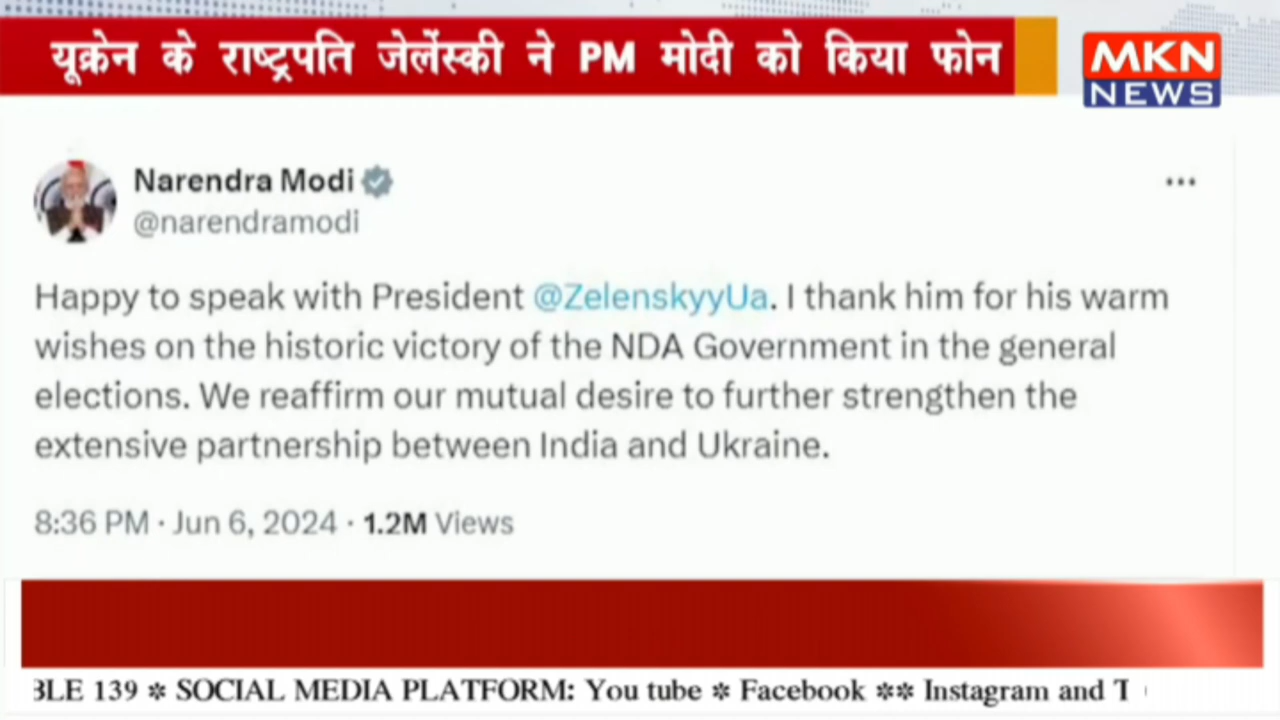 यूक्रेन के राष्ट्रपति जेलेंस्की ने PM मोदी को किया फोन
MKN
NEWS
Narendra Modi
@narendramodi
Happy to speak with President @ZelenskyyUa. I thank him for his warm
wishes on the historic victory of the NDA Government in the general
elections. We reaffirm our mutual desire to further strengthen the
extensive partnership between India and Ukraine.
8:36 PM · Jun 6, 2024 · 1.2M Views
139 ✻ SOCIAL MEDIA PLATFORM: You tube ✻ Facebook ✻✻ Instagram and